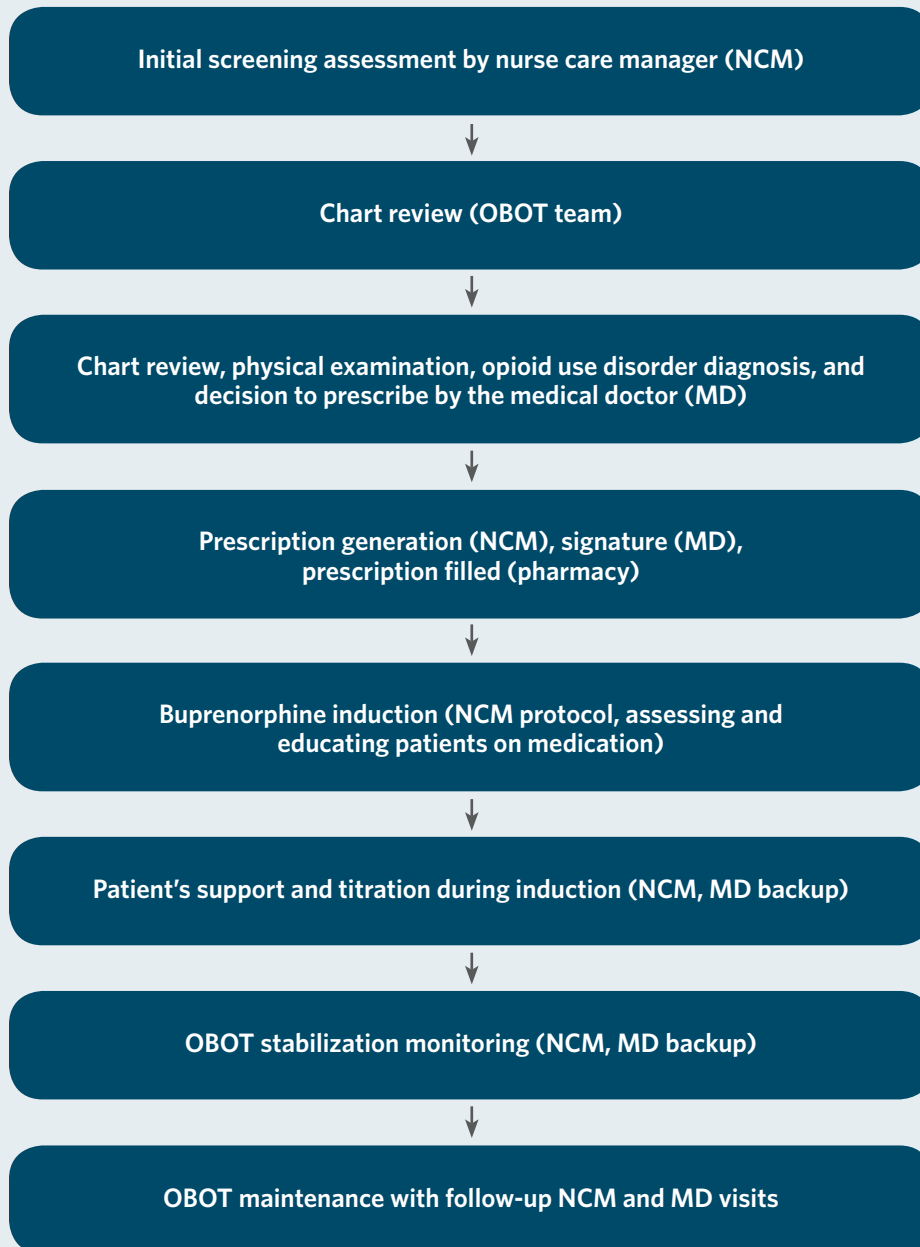 Initial screening assessment by nurse care manager (NCM)
Chart review (OBOT team)
Chart review, physical examination, opioid use disorder diagnosis, and
decision to prescribe by the medical doctor (MD)
Prescription generation (NCM), signature (MD),
prescription filled (pharmacy)
Buprenorphine induction (NCM protocol, assessing and
educating patients on medication)
Patient’s support and titration during induction (NCM, MD backup)
OBOT stabilization monitoring (NCM, MD backup)
OBOT maintenance with follow-up NCM and MD visits